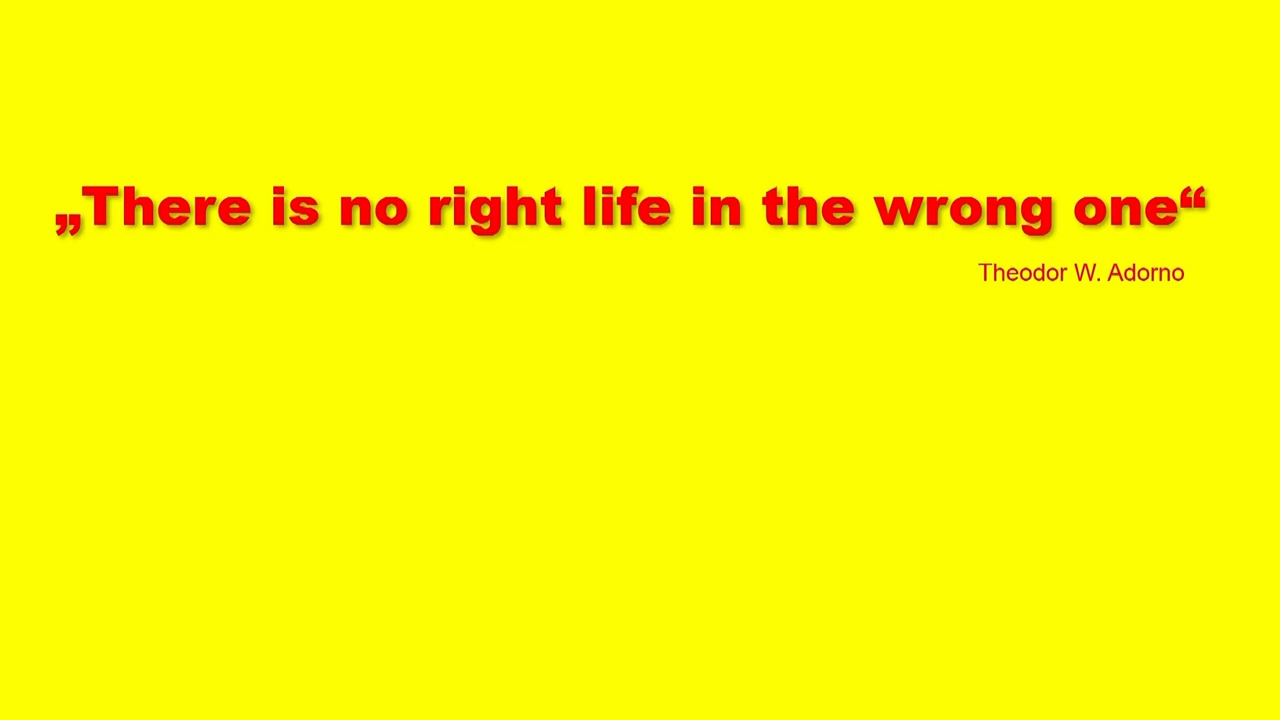 „There is no right life in the wrong one“
Theodor W. Adorno